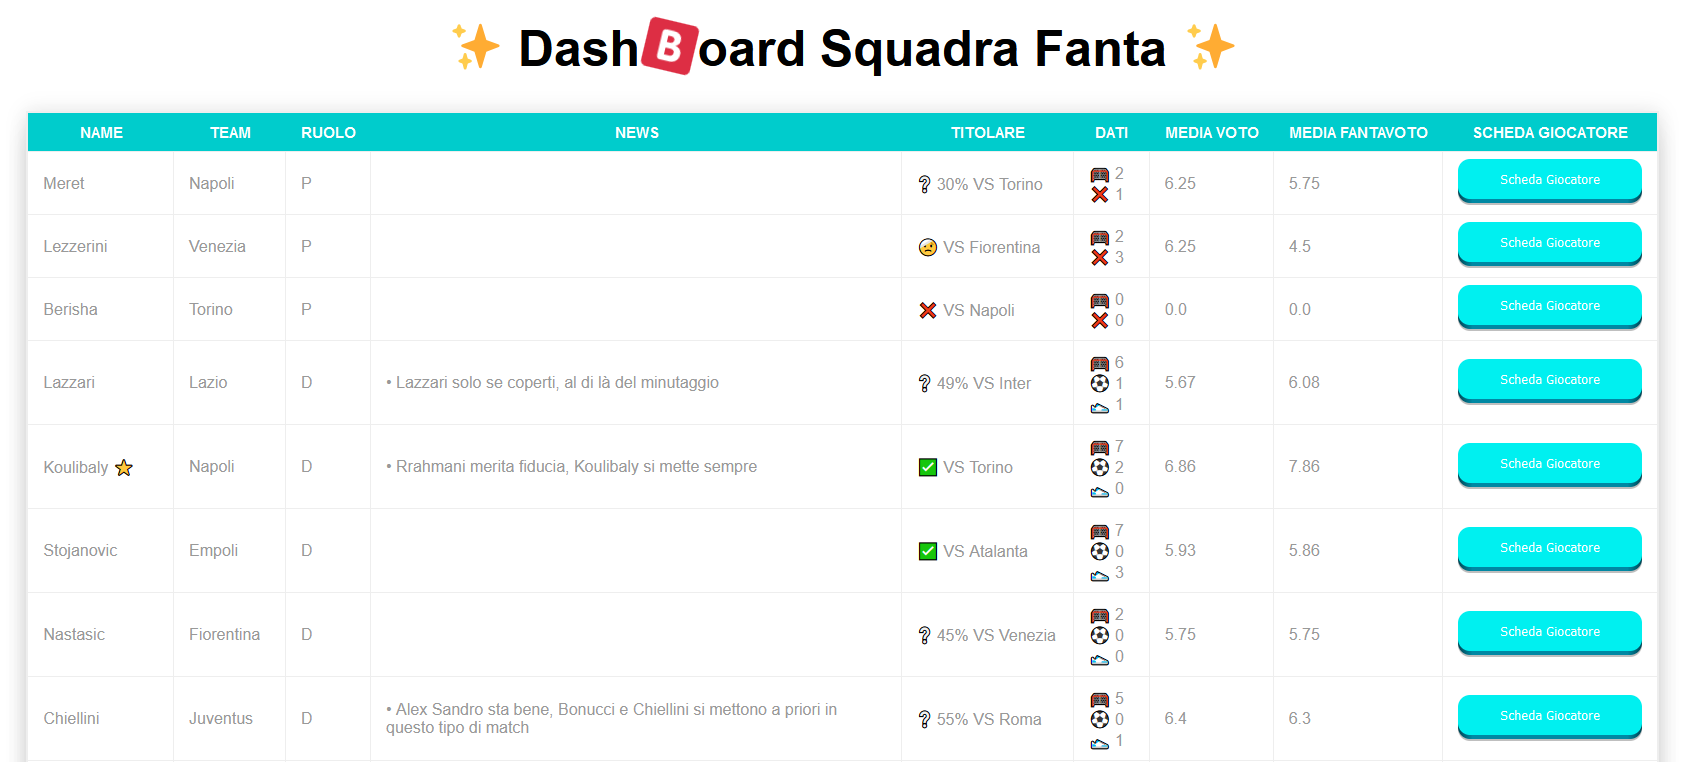 ✨ Dash🅱oard Squadra Fanta ✨
NAME TEAM RUOLO NEWS TITOLARE DATI MEDIA VOTO MEDIA FANTAVOTO SCHEDA GIOCATORE
Meret Napoli P ❔ 30% VS Torino 🥅 2 ❌ 1 6.25 5.75 Scheda Giocatore
Lezzerini Venezia P 🤕 VS Fiorentina 🥅 2 ❌ 3 6.25 4.5 Scheda Giocatore
Berisha Torino P ❌ VS Napoli 🥅 0 ❌ 0 0.0 0.0 Scheda Giocatore
Lazzari Lazio D • Lazzari solo se coperti, al di là del minutaggio ❔ 49% VS Inter 🥅 6 ⚽ 1 👟 1 5.67 6.08 Scheda Giocatore
Koulibaly ⭐ Napoli D • Rrahmani merita fiducia, Koulibaly si mette sempre ✅ VS Torino 🥅 7 ⚽ 2 👟 0 6.86 7.86 Scheda Giocatore
Stojanovic Empoli D ✅ VS Atalanta 🥅 7 ⚽ 0 👟 3 5.93 5.86 Scheda Giocatore
Nastasic Fiorentina D ❔ 45% VS Venezia 🥅 2 ⚽ 0 👟 0 5.75 5.75 Scheda Giocatore
Chiellini Juventus D • Alex Sandro sta bene, Bonucci e Chiellini si mettono a priori in
questo tipo di match ❔ 55% VS Roma 🥅 5 ⚽ 0 👟 1 6.4 6.3 Scheda Giocatore